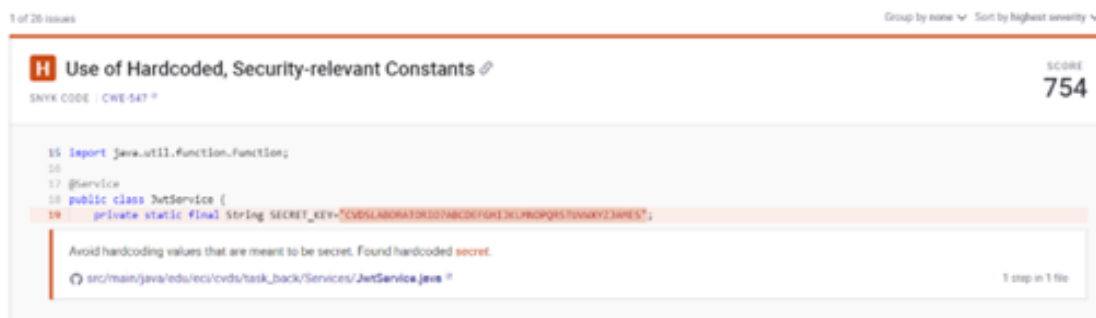 1 of 26 issues
Group by none Sort by highest severity
H Use of Hardcoded, Security-relevant Constants
SCORE
754
SNYK CODE | CWE-547
15 import java.util.function.Function;
16
17 @Service
18 public class JwtService {
19 private static final String SECRET_KEY="CVDSLABORATORIO7ABCDEFGHIJKLMNOPQRSTUVWXYZJAMES";
Avoid hardcoding values that are meant to be secret. Found hardcoded secret.
src/main/java/edu/eci/cvds/task_back/Services/JwtService.java
1 step in 1 file